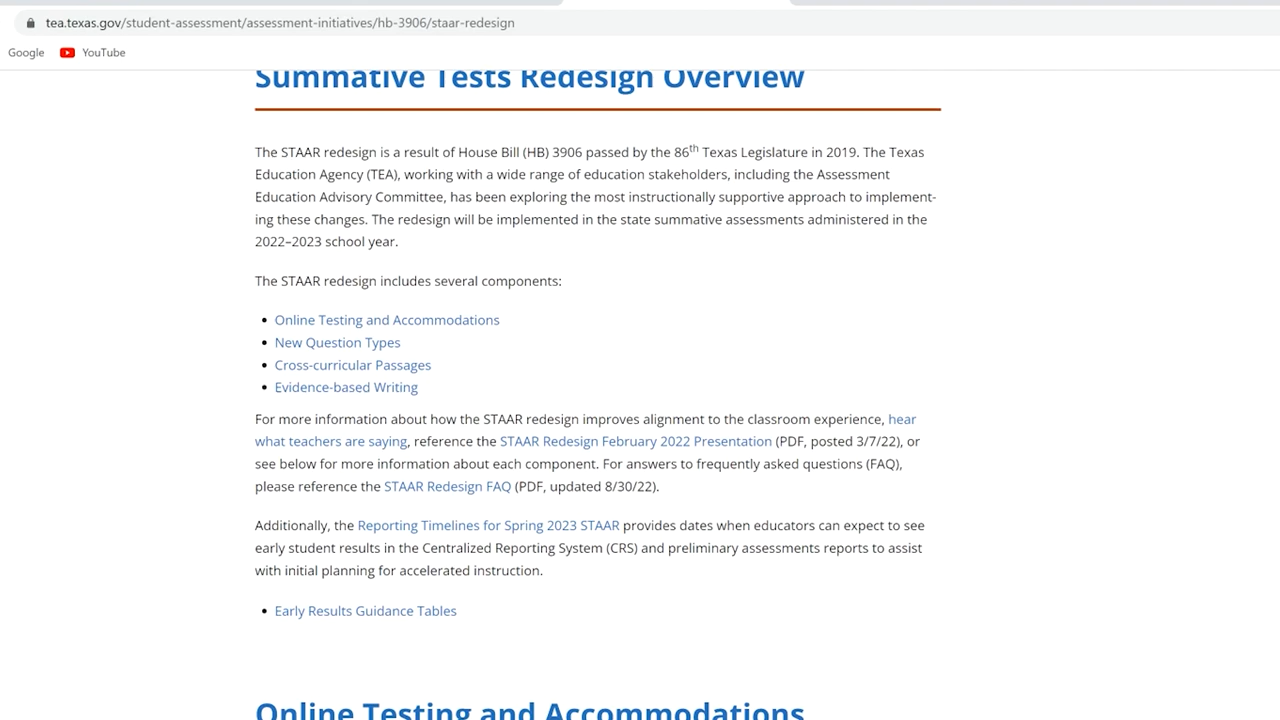 tea.texas.gov/student-assessment/assessment-initiatives/hb-3906/staar-redesign
Google YouTube
Summative Tests Redesign Overview
The STAAR redesign is a result of House Bill (HB) 3906 passed by the 86th Texas Legislature in 2019. The Texas
Education Agency (TEA), working with a wide range of education stakeholders, including the Assessment
Education Advisory Committee, has been exploring the most instructionally supportive approach to implement-
ing these changes. The redesign will be implemented in the state summative assessments administered in the
2022–2023 school year.
The STAAR redesign includes several components:
• Online Testing and Accommodations
• New Question Types
• Cross-curricular Passages
• Evidence-based Writing
For more information about how the STAAR redesign improves alignment to the classroom experience, hear
what teachers are saying, reference the STAAR Redesign February 2022 Presentation (PDF, posted 3/7/22), or
see below for more information about each component. For answers to frequently asked questions (FAQ),
please reference the STAAR Redesign FAQ (PDF, updated 8/30/22).
Additionally, the Reporting Timelines for Spring 2023 STAAR provides dates when educators can expect to see
early student results in the Centralized Reporting System (CRS) and preliminary assessments reports to assist
with initial planning for accelerated instruction.
• Early Results Guidance Tables
Online Testing and Accommodations